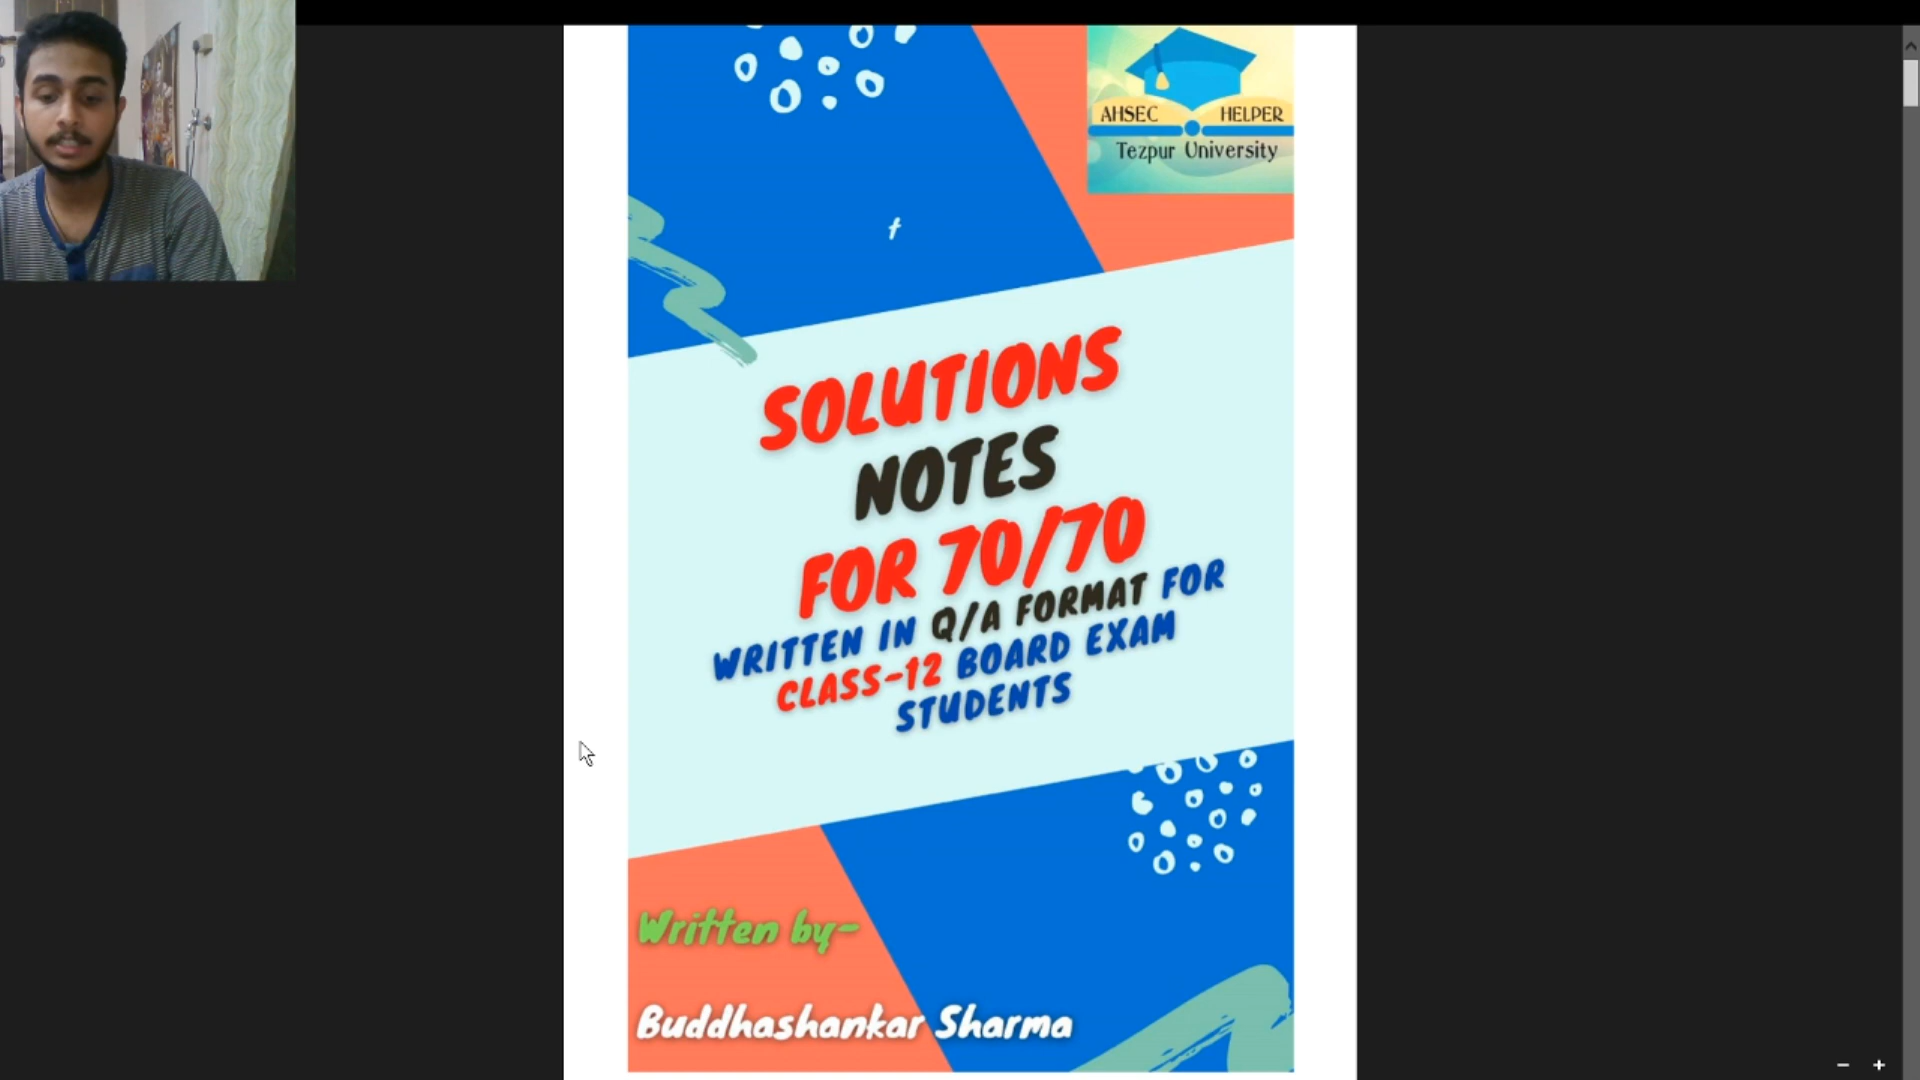 AHSEC HELPER
Tezpur University
f
SOLUTIONS
NOTES
FOR 70/70
WRITTEN IN Q/A FORMAT FOR
CLASS-12 BOARD EXAM
STUDENTS
Written by-
Buddhashankar Sharma